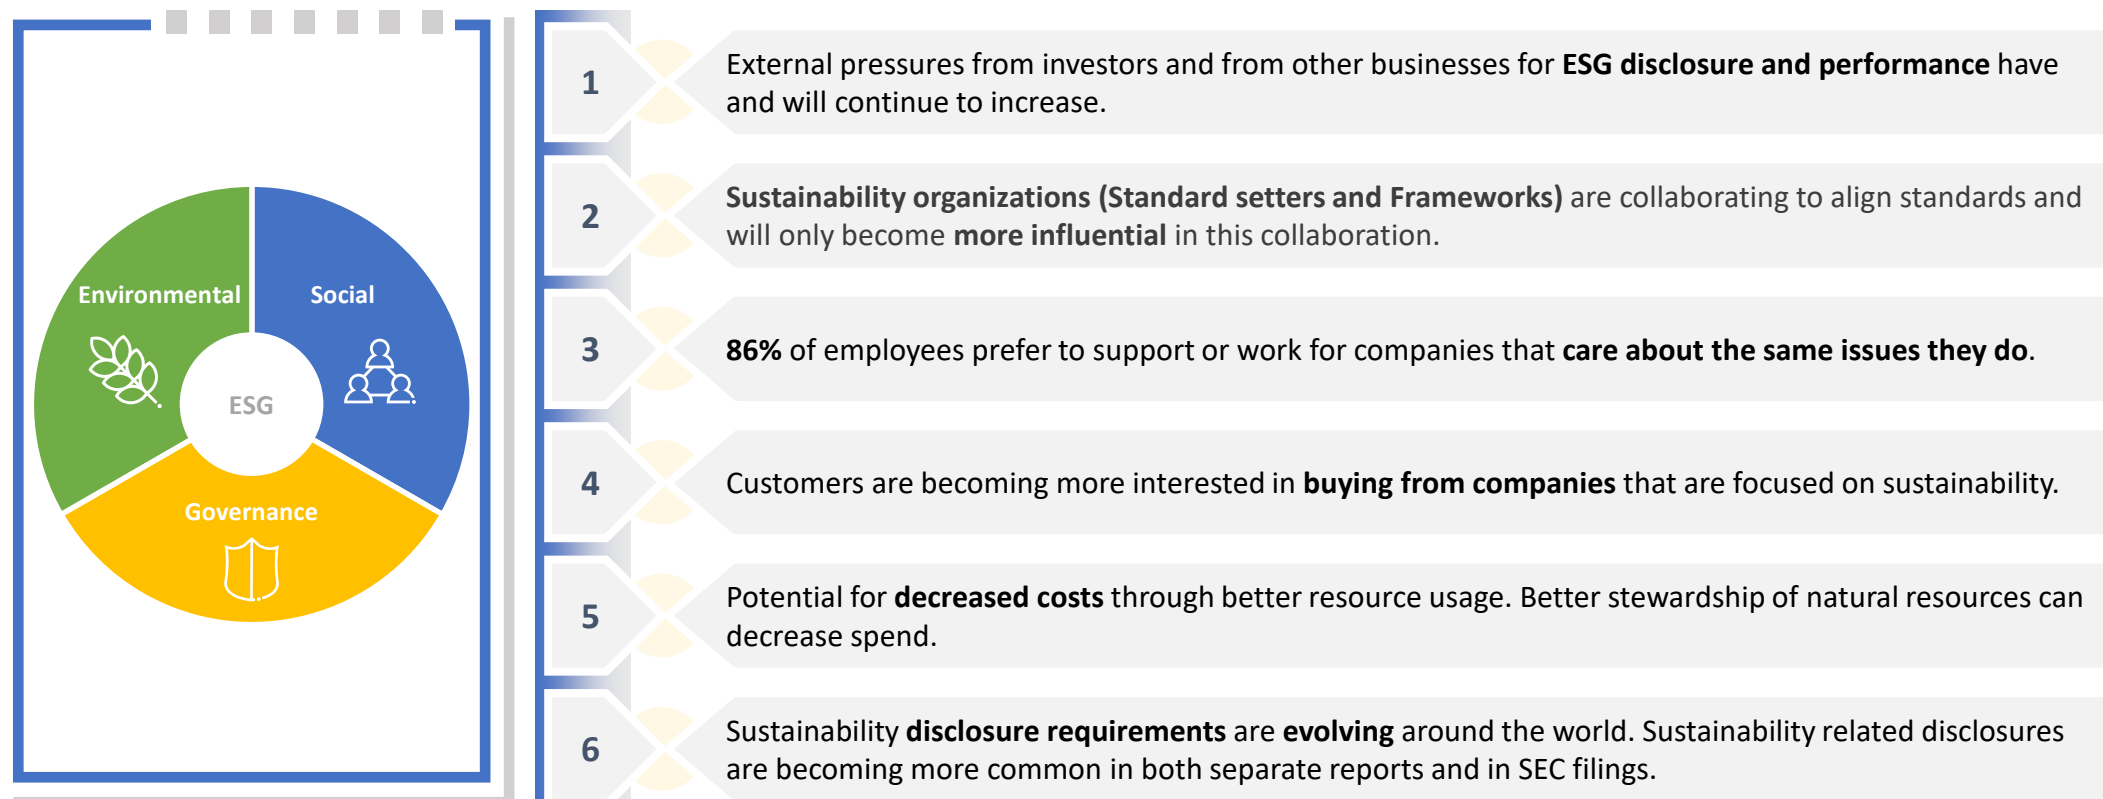 Environmental
Social
ESG
Governance
1
External pressures from investors and from other businesses for ESG disclosure and performance have
and will continue to increase.
2
Sustainability organizations (Standard setters and Frameworks) are collaborating to align standards and
will only become more influential in this collaboration.
3
86% of employees prefer to support or work for companies that care about the same issues they do.
4
Customers are becoming more interested in buying from companies that are focused on sustainability.
5
Potential for decreased costs through better resource usage. Better stewardship of natural resources can
decrease spend.
6
Sustainability disclosure requirements are evolving around the world. Sustainability related disclosures
are becoming more common in both separate reports and in SEC filings.